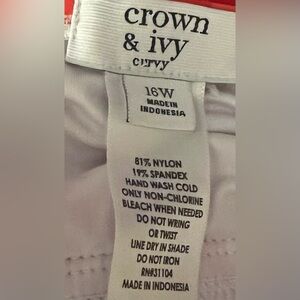 crown
& ivy
curvy
16W
MADE IN
INDONESIA
81% NYLON
19% SPANDEX
HAND WASH COLD
ONLY NON-CHLORINE
BLEACH WHEN NEEDED
DO NOT WRING
OR TWIST
LINE DRY IN SHADE
DO NOT IRON
RN#31104
MADE IN INDONESIA